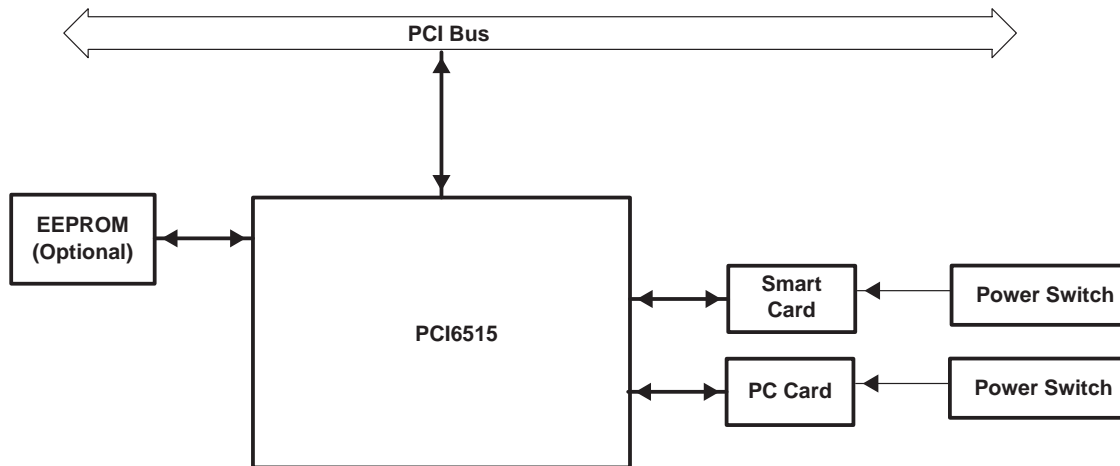 PCI Bus
EEPROM
(Optional)
PCI6515
Smart
Card
Power Switch
PC Card
Power Switch